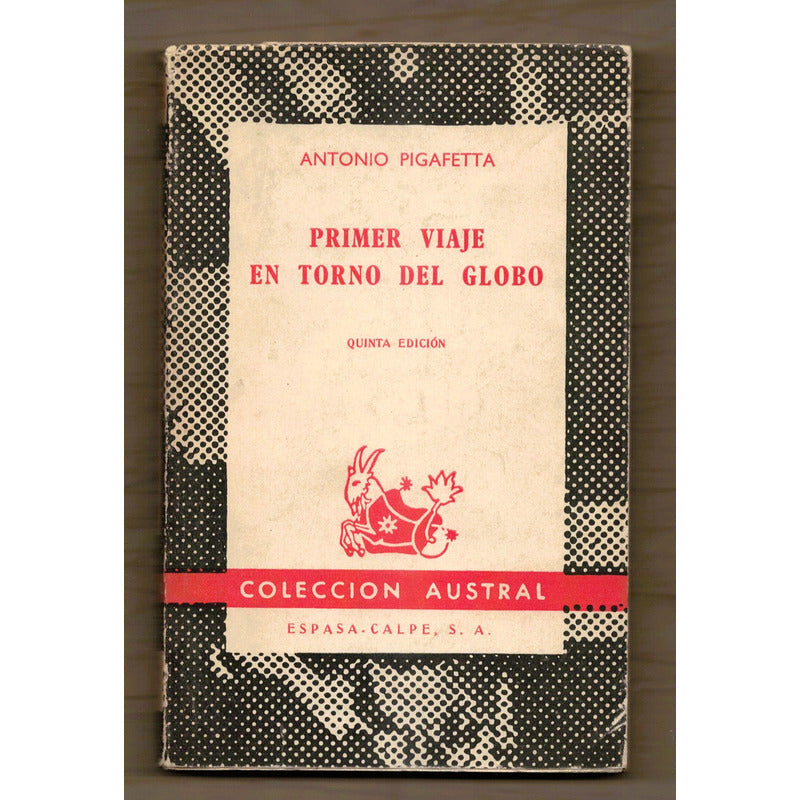 ANTONIO PIGAFETTA
PRIMER VIAJE
EN TORNO DEL GLOBO
QUINTA EDICIÓN
COLECCION AUSTRAL
ESPASA-CALPE, S. A.